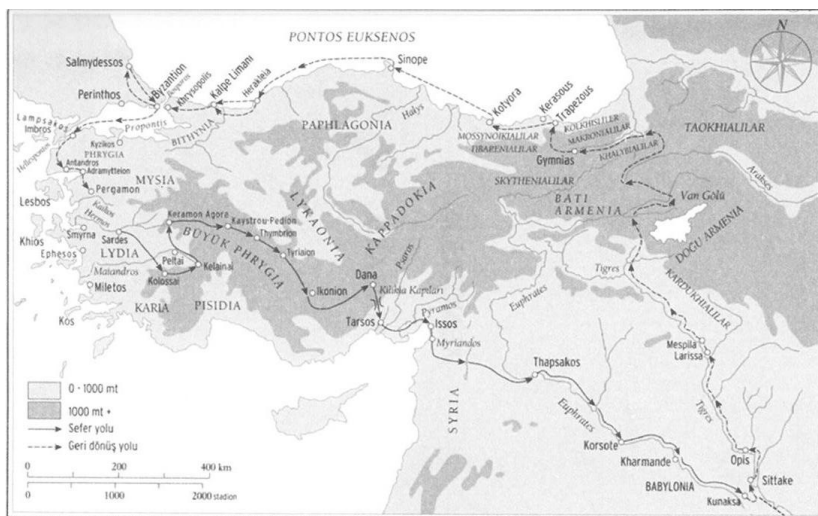 PONTOS EUKSENOS
N
Salmydessos
Byzantion
Bosporos
Khrysopolis
Kalpe Limanı
Herakleia
Sinope
Perinthos
Propontis
BITHYNIA
PAPHLAGONIA
Halys
Kotyora
Kerasous
Trapezous
KOLKHISLILER
MAKRONIALILAR
MOSSYNOIKIALILAR
TIBARENIALILAR
Gymnias
KHALYBIALILAR
TAOKHIALILAR
Lampsakos
Imbros
Hellespontos
Kyzikos
PHRYGIA
Antandros
Adramytteion
MYSIA
Pergamon
Lesbos
Kaikos
Hermos
Khios
Smyrna
Sardes
LYDIA
Ephesos
Maiandros
Miletos
KARIA
Kos
PISIDIA
Keramon Agora
Kaystrou-Pedion
Thymbrion
BÜYÜK PHRYGIA
Tyriaion
Peltai
Kelainai
Kolossai
LYKAONIA
Ikonion
KAPPADOKIA
Dana
Kilikia Kapıları
Psaros
Pyramos
Tarsos
Issos
Myriandos
SKYTHENIALILAR
BATI
ARMENIA
Van Gölü
Arakses
DOĞU ARMENIA
Tigres
KARDUKHIALILAR
Euphrates
Mespila
Larissa
Tigres
SYRIA
Thapsakos
Euphrates
Korsote
Kharmande
BABYLONIA
Opis
Sittake
Kunaksa
0 - 1000 mt
1000 mt +
Sefer yolu
Geri dönüş yolu
0 200 400 km
0 1000 2000 stadion